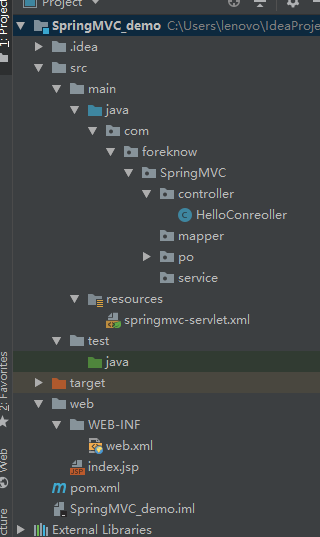 Project
SpringMVC_demo C:\Users\lenovo\IdeaProje
.idea
src
main
java
com
foreknow
SpringMVC
controller
HelloConreoller
mapper
po
service
resources
springmvc-servlet.xml
test
java
target
web
WEB-INF
web.xml
index.jsp
pom.xml
SpringMVC_demo.iml
External Libraries
1: Project
2: Favorites
Web
cture